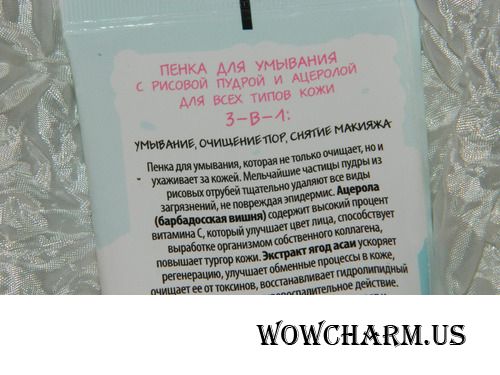 ПЕНКА ДЛЯ УМЫВАНИЯ
С РИСОВОЙ ПУДРОЙ И АЦЕРОЛОЙ
ДЛЯ ВСЕХ ТИПОВ КОЖИ
3-В-1:
УМЫВАНИЕ, ОЧИЩЕНИЕ ПОР, СНЯТИЕ МАКИЯЖА
Пенка для умывания, которая не только очищает, но и
ухаживает за кожей. Мельчайшие частицы пудры из
рисовых отрубей тщательно удаляют все виды
загрязнений, не повреждая эпидермис. Ацерола
(барбадосская вишня) содержит высокий процент
витамина С, который улучшает цвет лица, способствует
выработке организмом собственного коллагена,
повышает тургор кожи. Экстракт ягод асаи ускоряет
регенерацию, улучшает обменные процессы в коже,
очищает ее от токсинов, восстанавливает гидролипидный
действие.
WOWCHARM.US